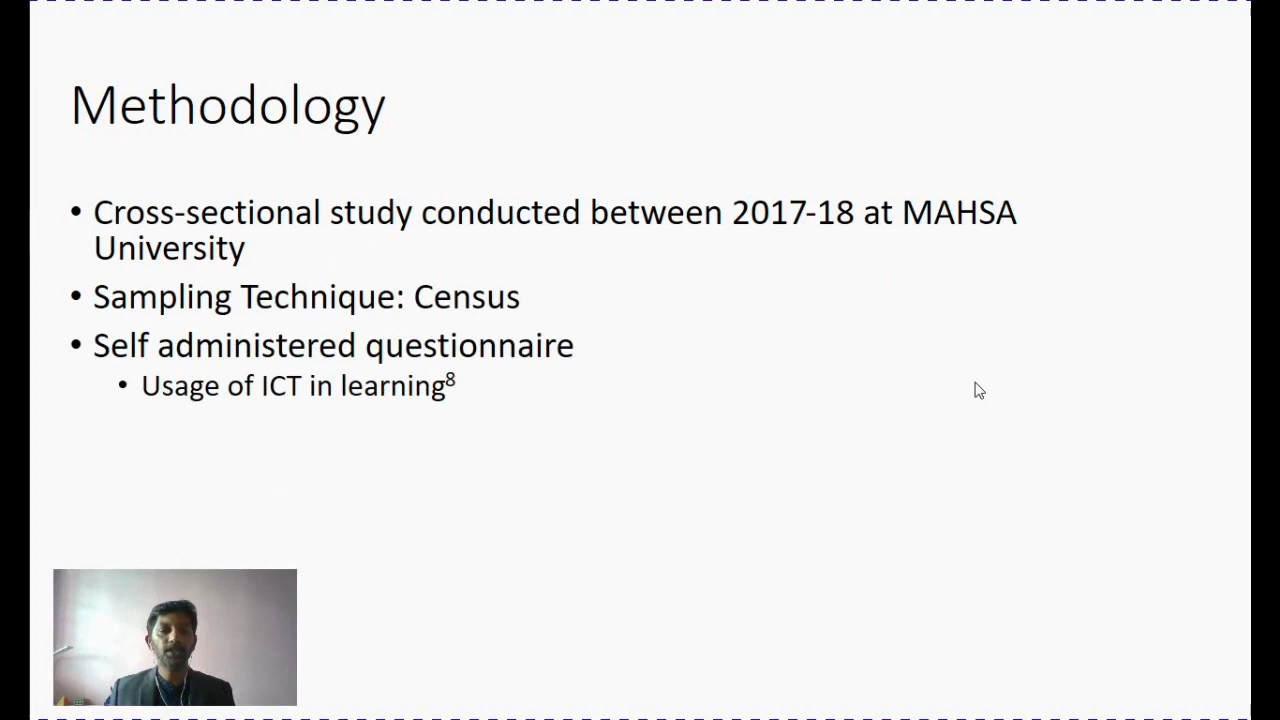 Methodology
• Cross-sectional study conducted between 2017-18 at MAHSA
University
• Sampling Technique: Census
• Self administered questionnaire
• Usage of ICT in learning⁸